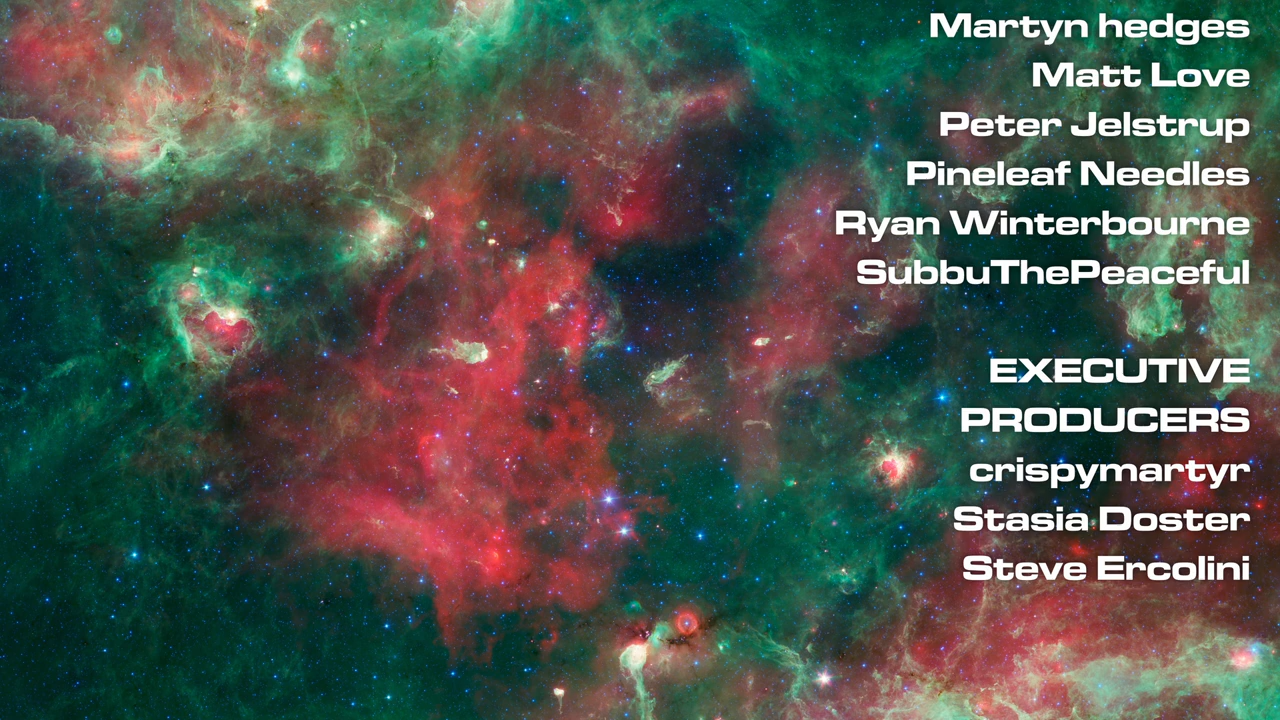 Martyn hedges
Matt Love
Peter Jelstrup
Pineleaf Needles
Ryan Winterbourne
SubbuThePeaceful
EXECUTIVE
PRODUCERS
crispymartyr
Stasia Doster
Steve Ercolini